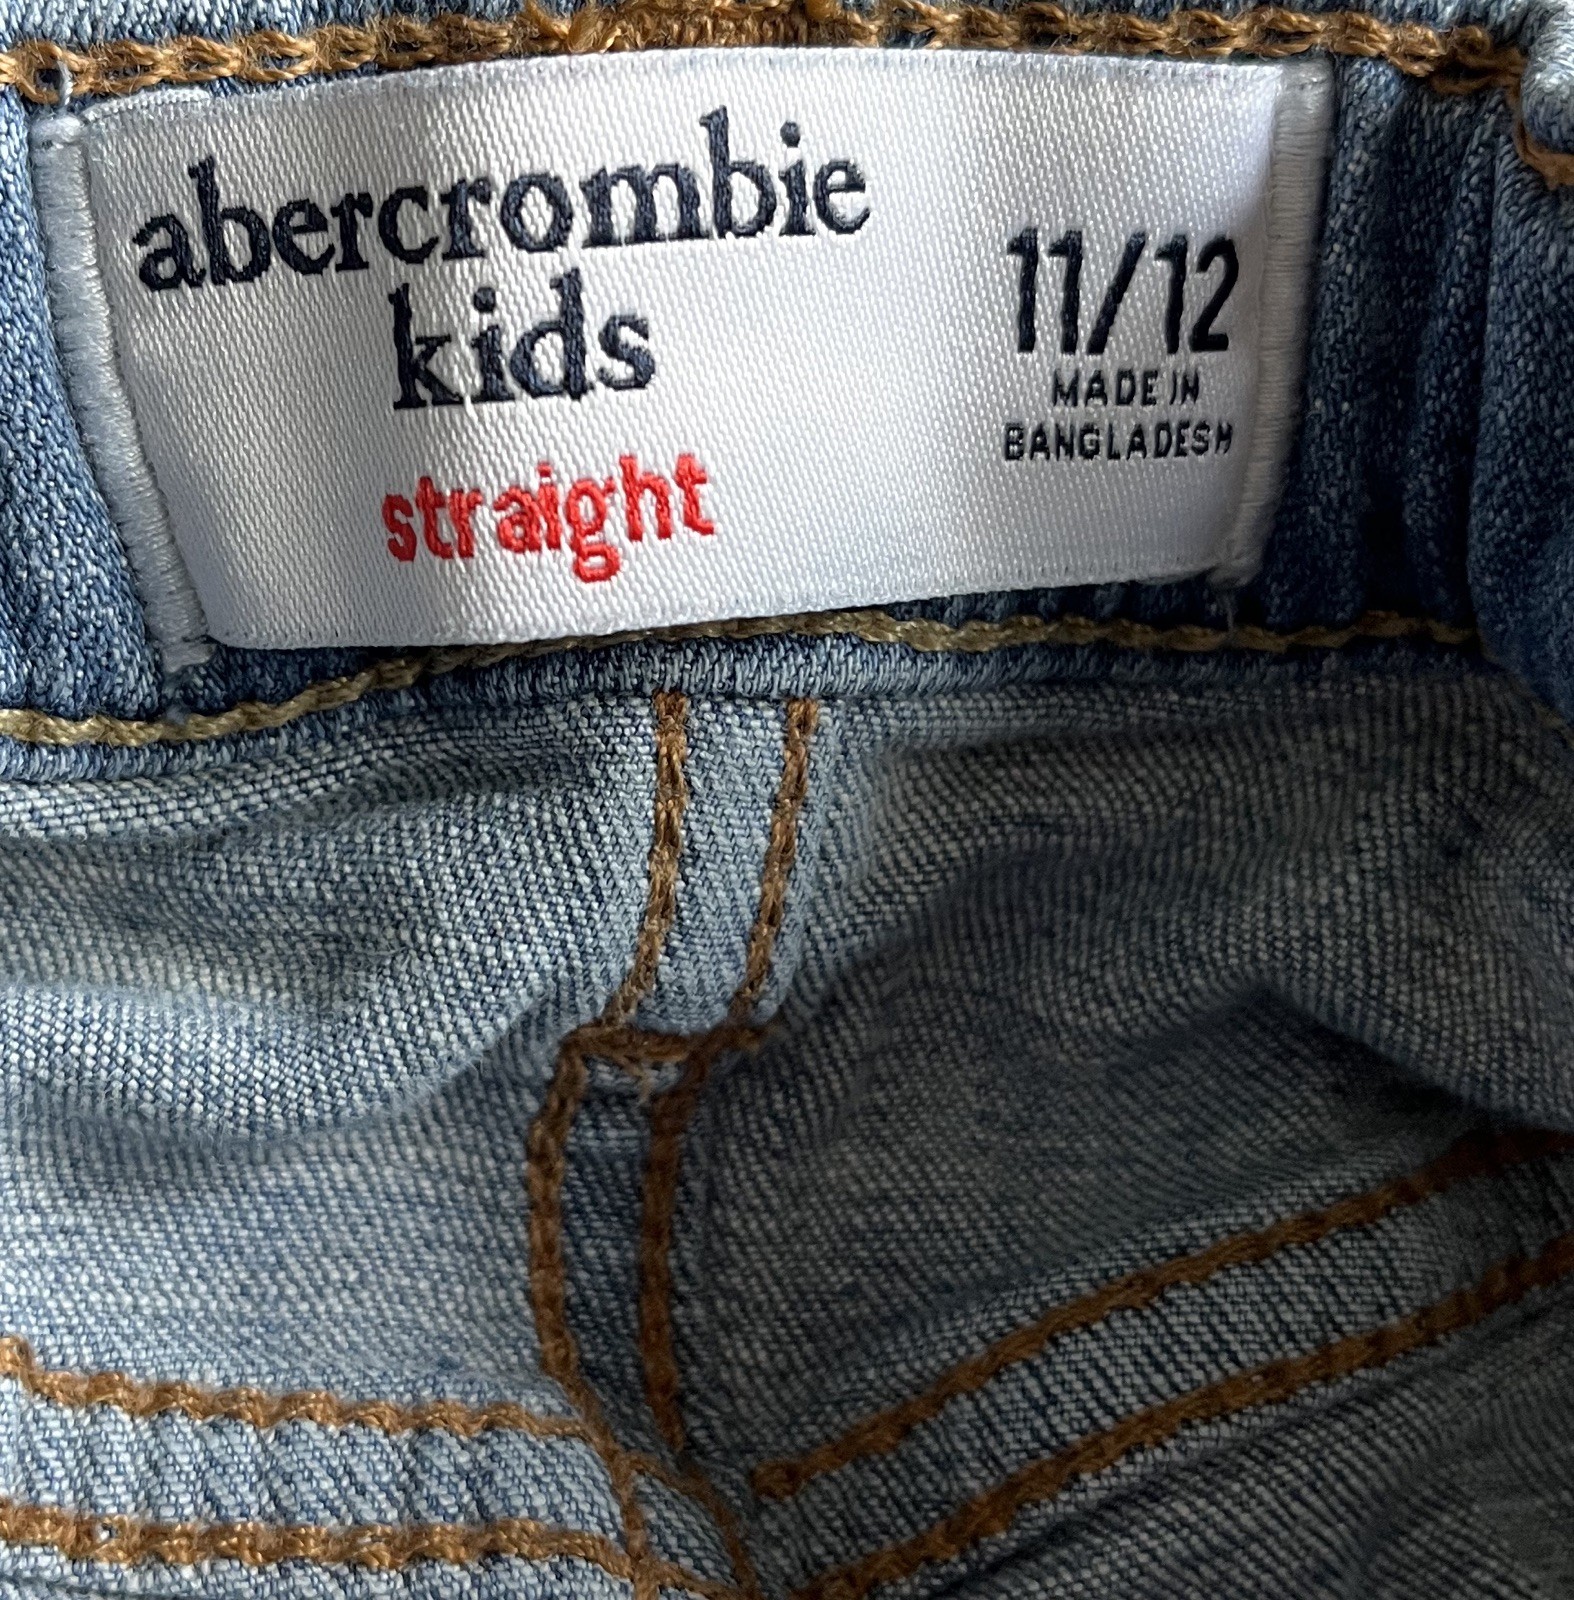 abercrombie
kids
straight
11/12
MADE IN
BANGLADESH